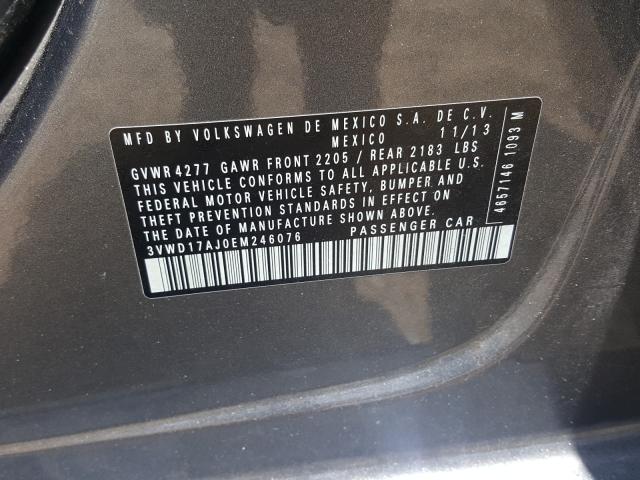 MFD BY VOLKSWAGEN DE MEXICO S.A. DE C.V.
MEXICO 11/13
GVWR 4277 GAWR FRONT 2205 / REAR 2183 LBS
THIS VEHICLE CONFORMS TO ALL APPLICABLE U.S.
FEDERAL MOTOR VEHICLE SAFETY, BUMPER AND
THEFT PREVENTION STANDARDS IN EFFECT ON
THE DATE OF MANUFACTURE SHOWN ABOVE.
3VWD17AJ0EM246076 PASSENGER CAR
4657146 1093 M